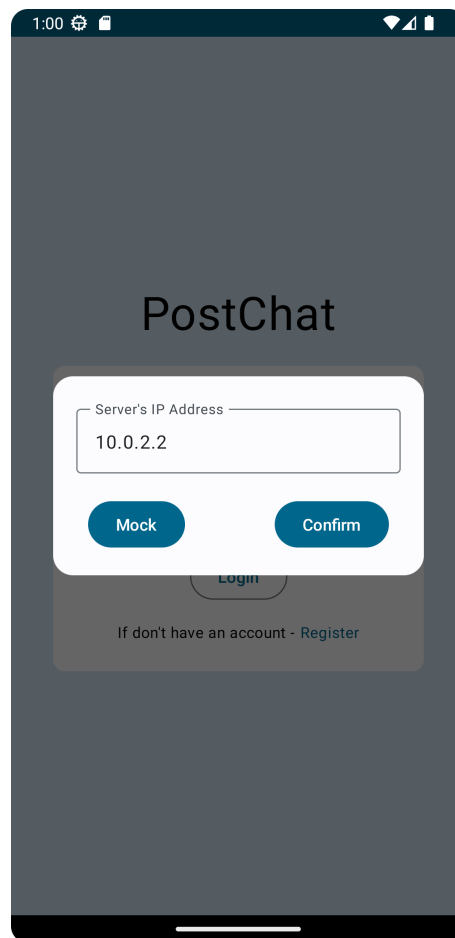 1:00
PostChat
Server's IP Address
10.0.2.2
Mock Confirm
Login
If don't have an account - Register